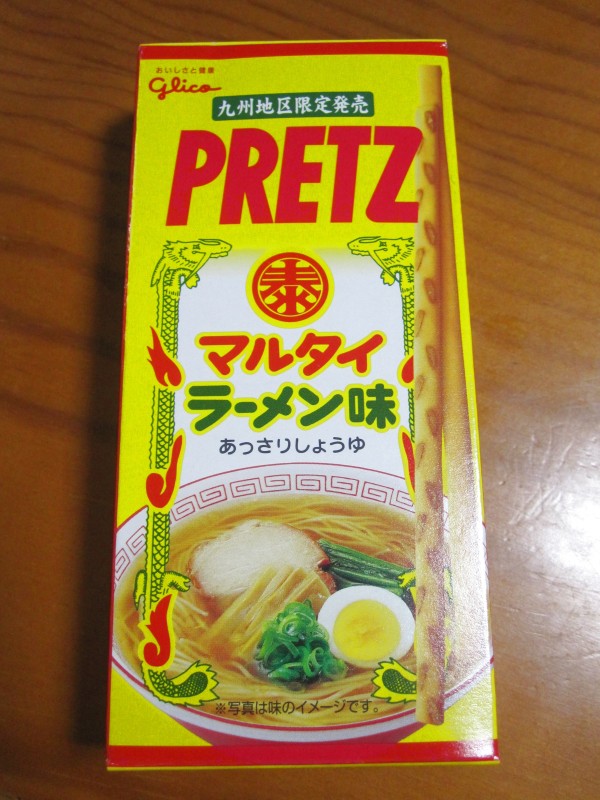 おいしさと健康
Glico
九州地区限定発売
PRETZ
泰
マルタイ
ラーメン味
あっさりしょうゆ
※写真は味のイメージです。